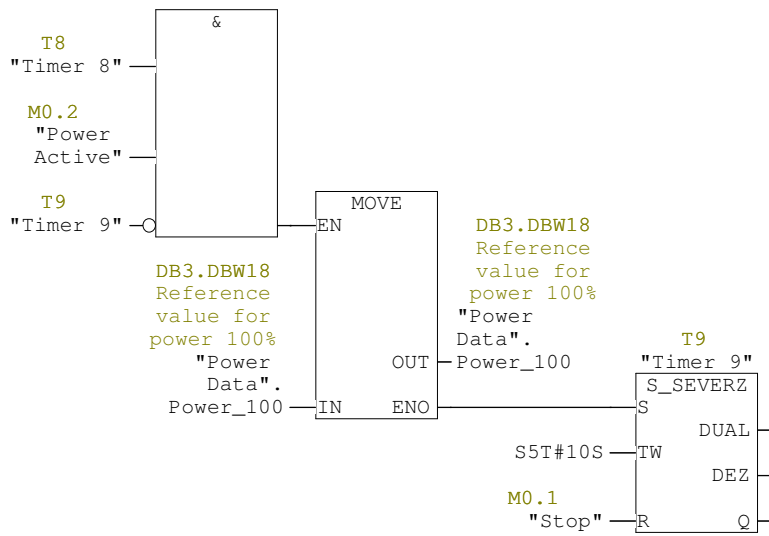 &
T8
"Timer 8"
M0.2
"Power
Active"
T9
"Timer 9"
MOVE
EN
DB3.DBW18
Reference
value for
power 100%
"Power
Data".
Power_100
IN
DB3.DBW18
Reference
value for
power 100%
"Power
Data".
OUT
Power_100
ENO
T9
"Timer 9"
S_SEVERZ
S
DUAL
S5T#10S
TW
DEZ
M0.1
"Stop"
R
Q